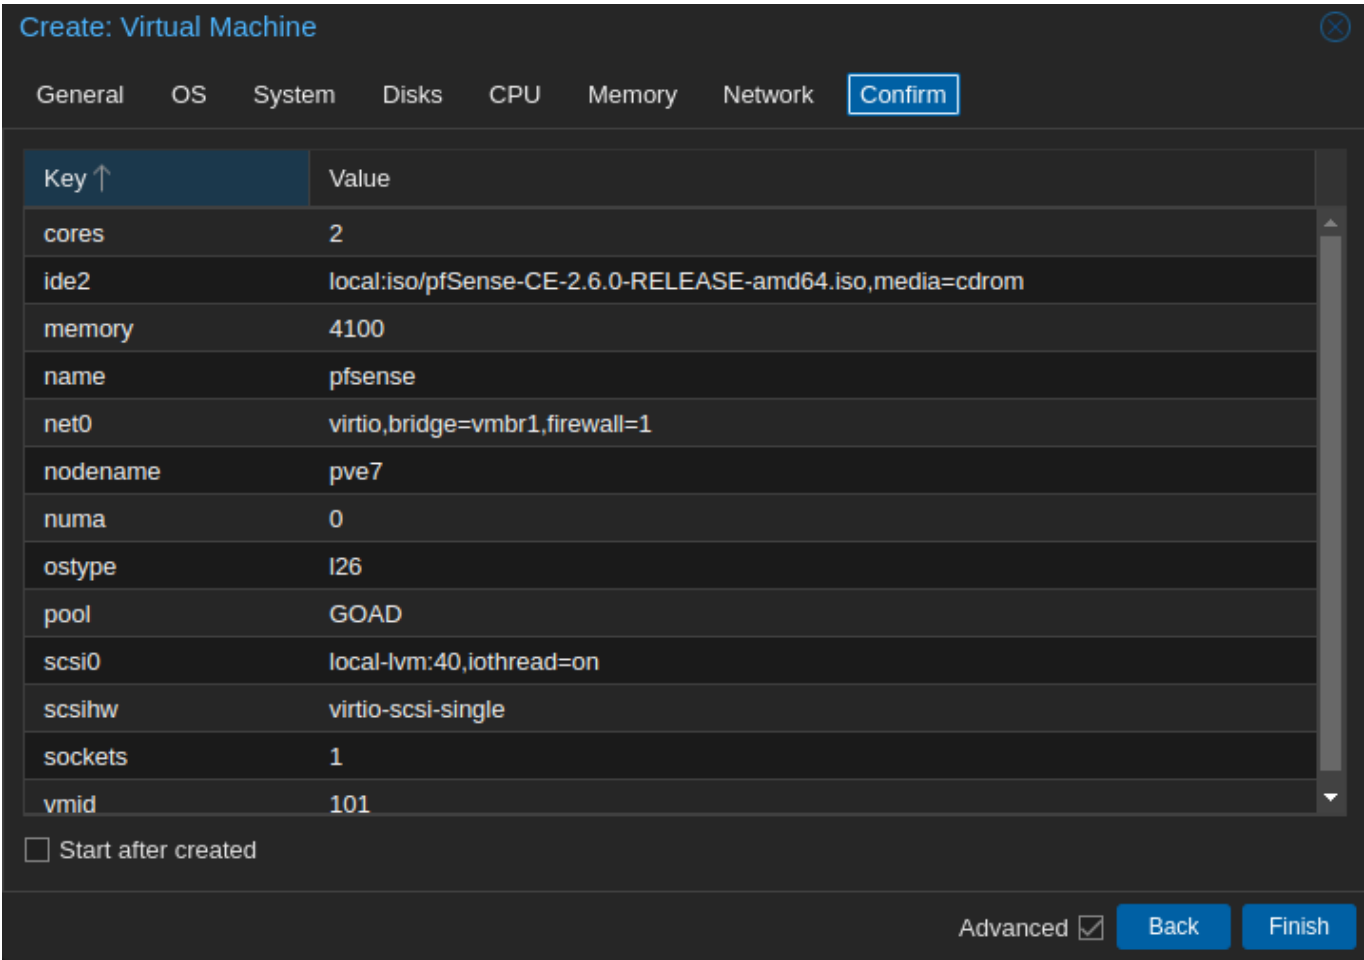 Create: Virtual Machine
General OS System Disks CPU Memory Network Confirm
Key Value
cores 2
ide2 local:iso/pfSense-CE-2.6.0-RELEASE-amd64.iso,media=cdrom
memory 4100
name pfsense
net0 virtio,bridge=vmbr1,firewall=1
nodename pve7
numa 0
ostype l26
pool GOAD
scsi0 local-lvm:40,iothread=on
scsihw virtio-scsi-single
sockets 1
vmid 101
Start after created
Advanced Back Finish